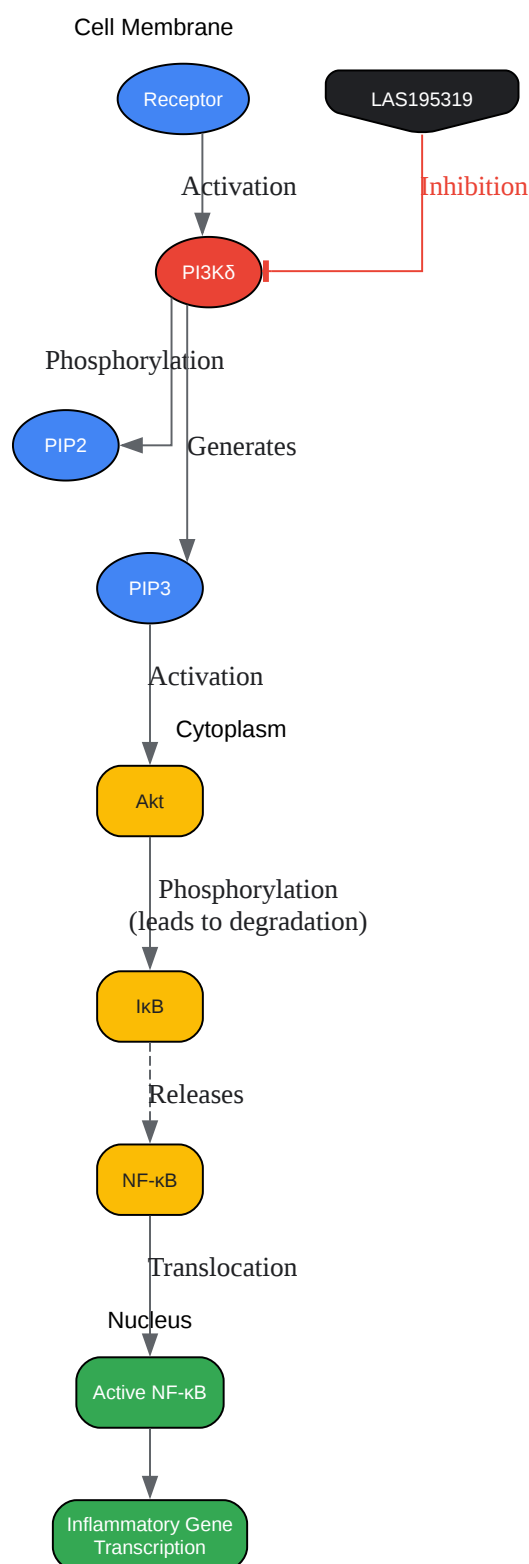 Cell Membrane
Receptor
LAS195319
Activation
Inhibition
PI3Kδ
Phosphorylation
PIP2
Generates
PIP3
Activation
Cytoplasm
Akt
Phosphorylation
(leads to degradation)
IκB
Releases
NF-κB
Translocation
Nucleus
Active NF-κB
Inflammatory Gene
Transcription